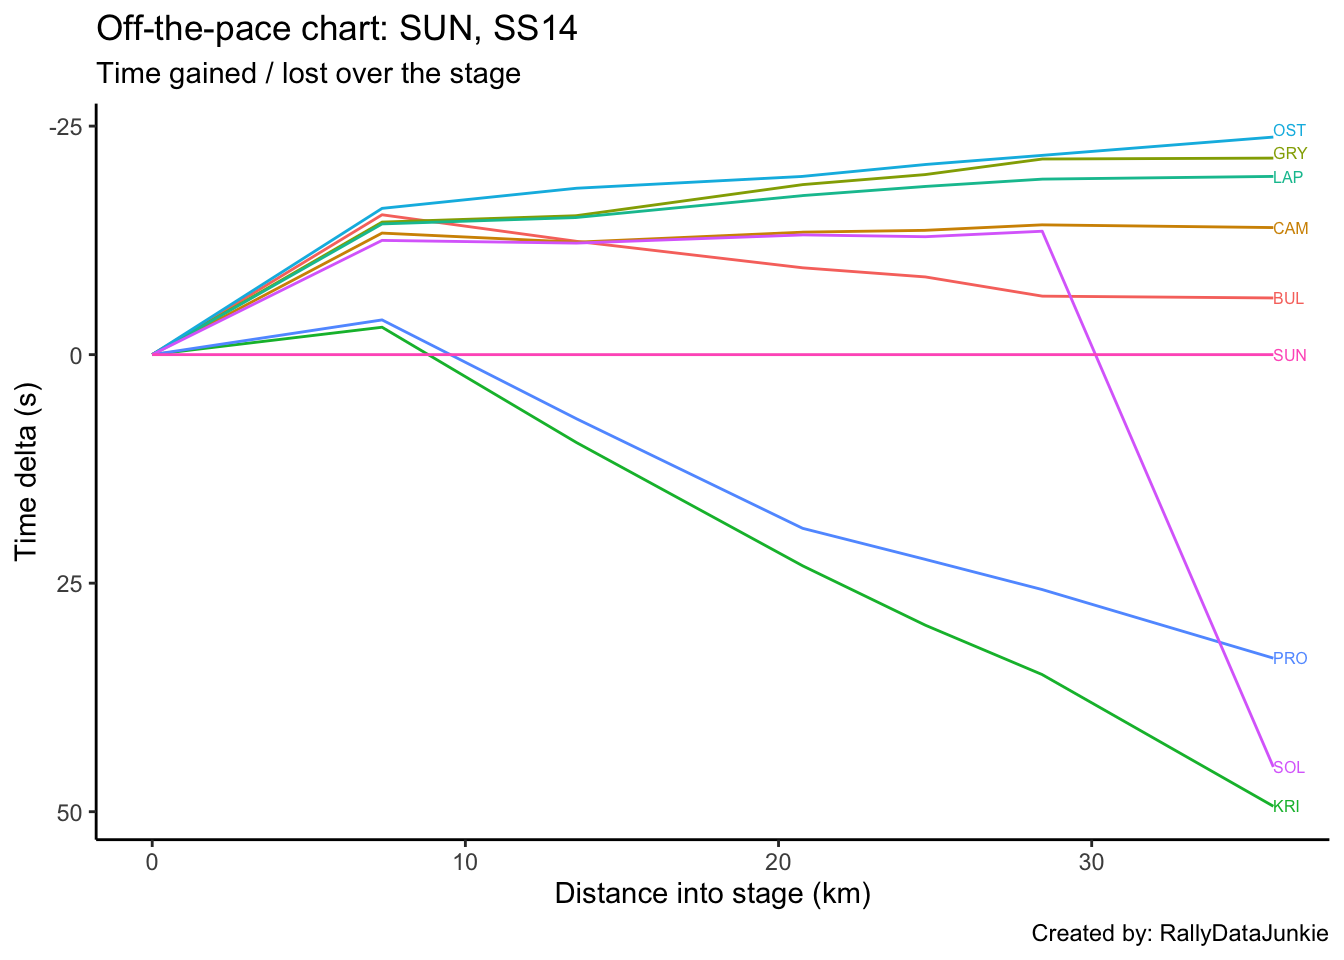 Off-the-pace chart: SUN, SS14
Time gained / lost over the stage
Time delta (s)
-25
0
25
50
OST
GRY
LAP
CAM
BUL
SUN
PRO
SOL
KRI
0 10 20 30
Distance into stage (km)
Created by: RallyDataJunkie